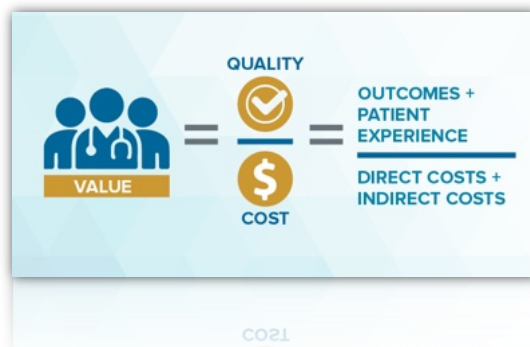 VALUE
QUALITY
$
COST
OUTCOMES +
PATIENT
EXPERIENCE
DIRECT COSTS +
INDIRECT COSTS
COST